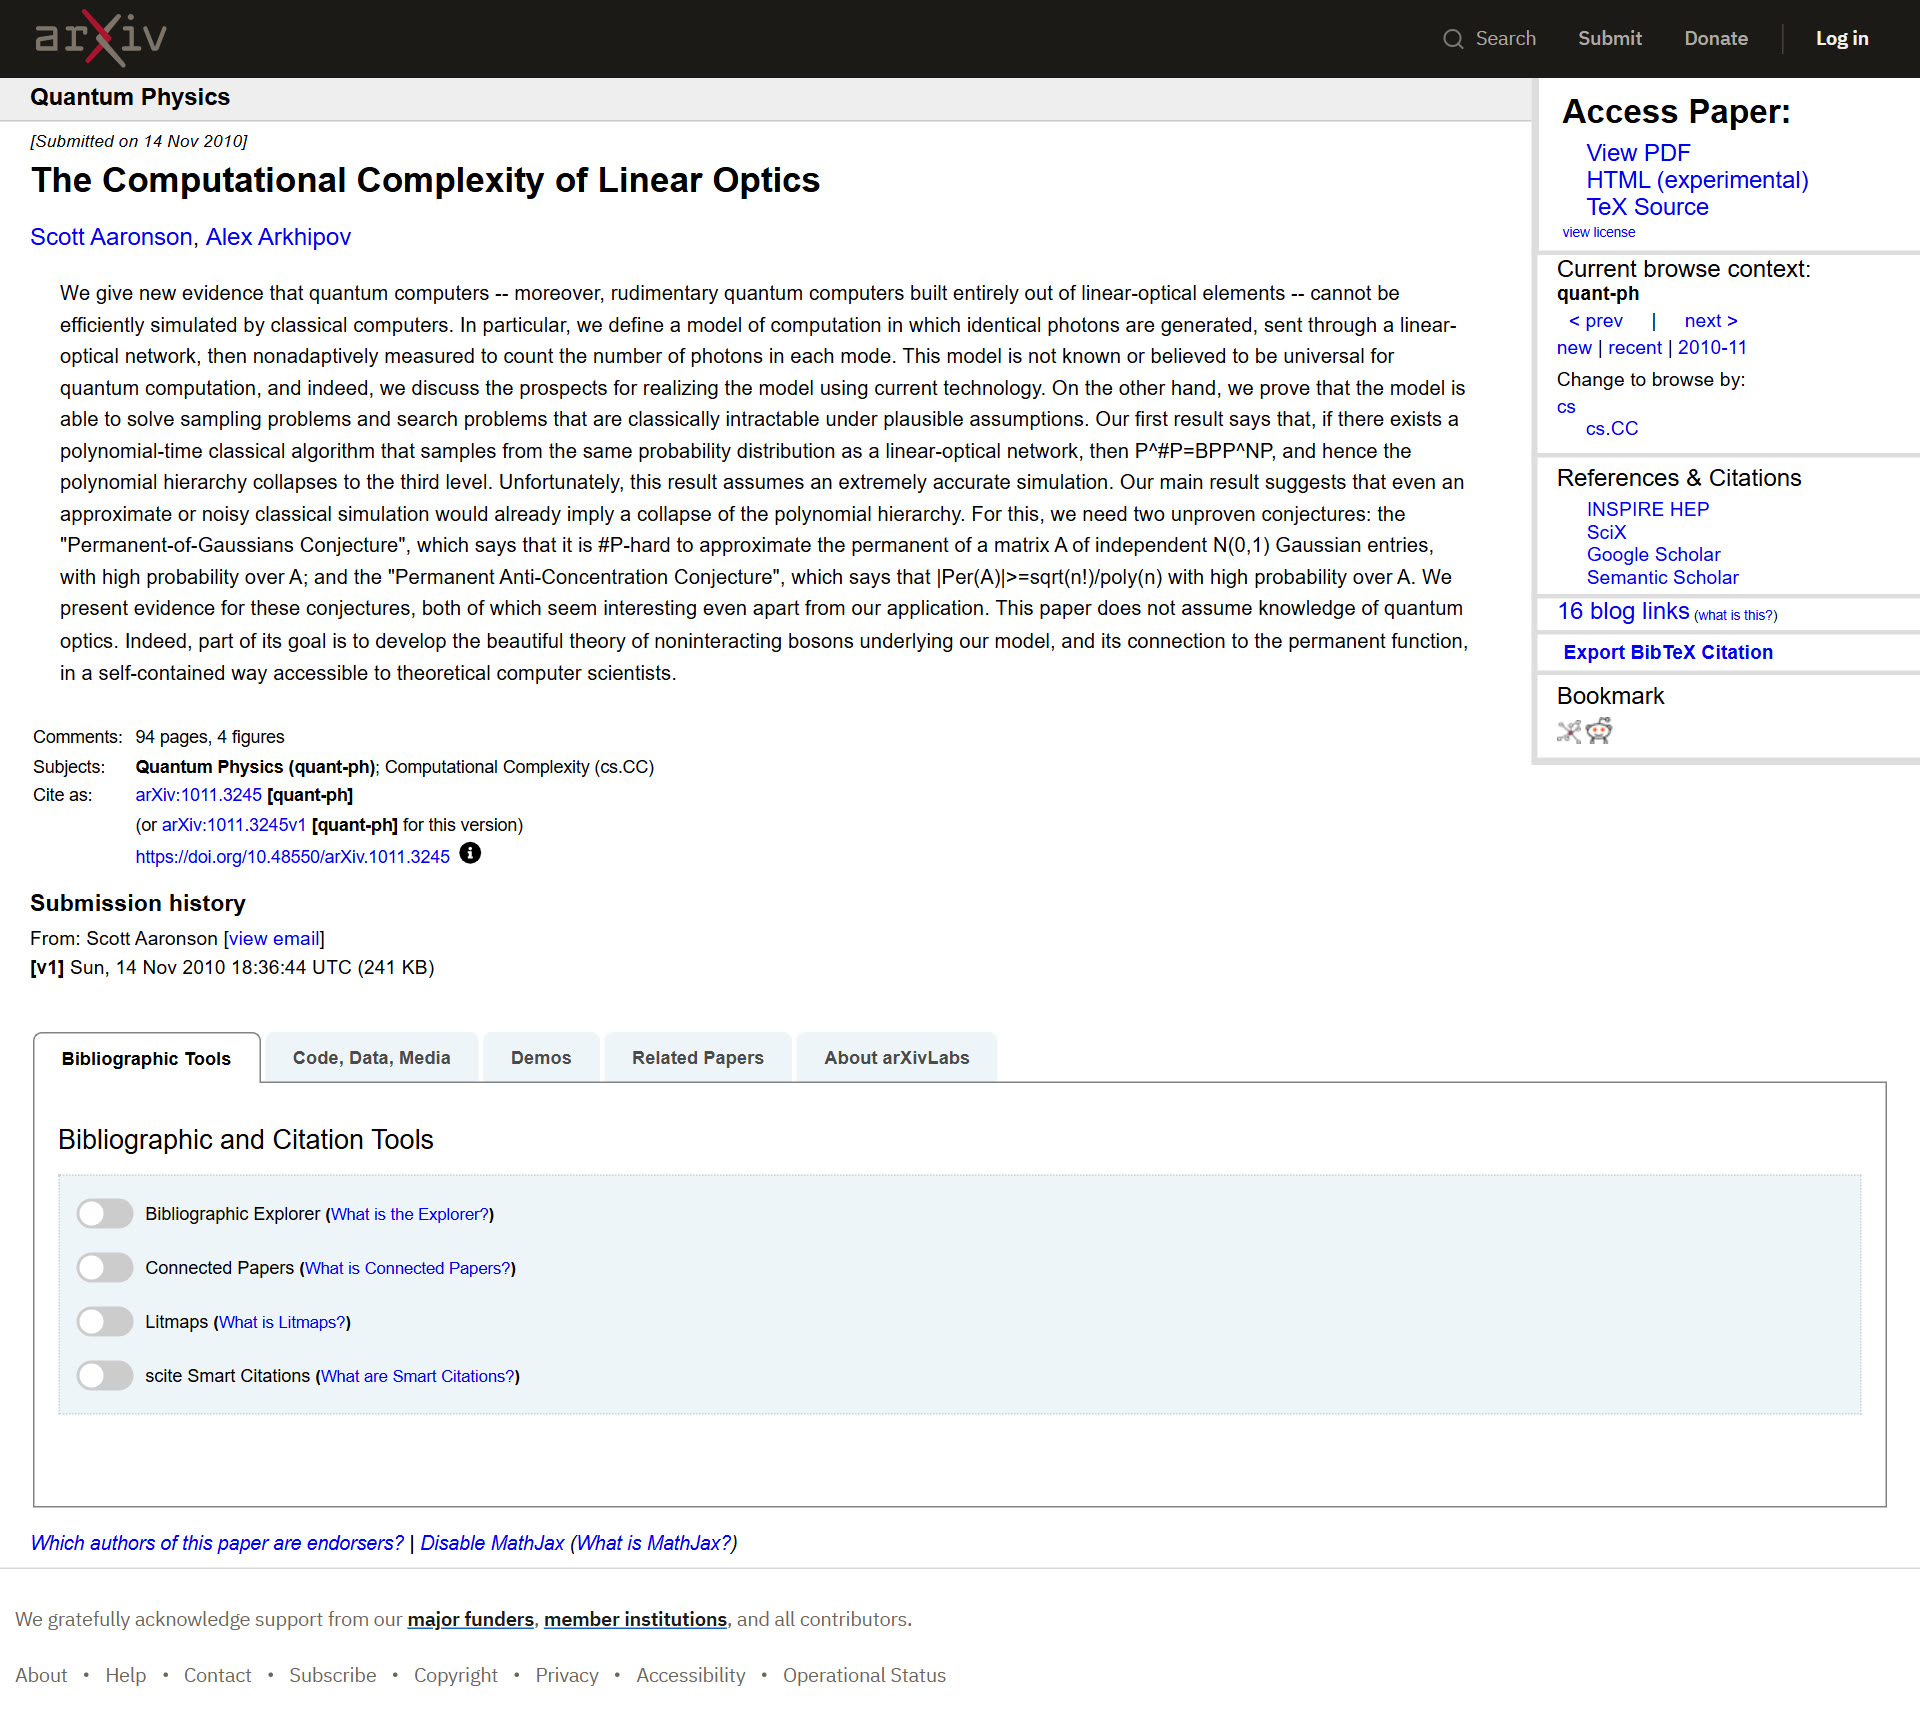 arXiv
Search
Submit
Donate
Log in
Quantum Physics
[Submitted on 14 Nov 2010]
The Computational Complexity of Linear Optics
Scott Aaronson, Alex Arkhipov
We give new evidence that quantum computers -- moreover, rudimentary quantum computers built entirely out of linear-optical elements -- cannot be
efficiently simulated by classical computers. In particular, we define a model of computation in which identical photons are generated, sent through a linear-
optical network, then nonadaptively measured to count the number of photons in each mode. This model is not known or believed to be universal for
quantum computation, and indeed, we discuss the prospects for realizing the model using current technology. On the other hand, we prove that the model is
able to solve sampling problems and search problems that are classically intractable under plausible assumptions. Our first result says that, if there exists a
polynomial-time classical algorithm that samples from the same probability distribution as a linear-optical network, then P^#P=BPP^NP, and hence the
polynomial hierarchy collapses to the third level. Unfortunately, this result assumes an extremely accurate simulation. Our main result suggests that even an
approximate or noisy classical simulation would already imply a collapse of the polynomial hierarchy. For this, we need two unproven conjectures: the
"Permanent-of-Gaussians Conjecture", which says that it is #P-hard to approximate the permanent of a matrix A of independent N(0,1) Gaussian entries,
with high probability over A; and the "Permanent Anti-Concentration Conjecture", which says that |Per(A)|>=sqrt(n!)/poly(n) with high probability over A. We
present evidence for these conjectures, both of which seem interesting even apart from our application. This paper does not assume knowledge of quantum
optics. Indeed, part of its goal is to develop the beautiful theory of noninteracting bosons underlying our model, and its connection to the permanent function,
in a self-contained way accessible to theoretical computer scientists.
Comments: 94 pages, 4 figures
Subjects: Quantum Physics (quant-ph); Computational Complexity (cs.CC)
Cite as: arXiv:1011.3245 [quant-ph]
(or arXiv:1011.3245v1 [quant-ph] for this version)
https://doi.org/10.48550/arXiv.1011.3245
Submission history
From: Scott Aaronson [view email]
[v1] Sun, 14 Nov 2010 18:36:44 UTC (241 KB)
Access Paper:
View PDF
HTML (experimental)
TeX Source
view license
Current browse context:
quant-ph
< prev | next >
new | recent | 2010-11
Change to browse by:
cs
cs.CC
References & Citations
INSPIRE HEP
SciX
Google Scholar
Semantic Scholar
16 blog links (what is this?)
Export BibTeX Citation
Bookmark
Bibliographic Tools
Code, Data, Media
Demos
Related Papers
About arXivLabs
Bibliographic and Citation Tools
Bibliographic Explorer (What is the Explorer?)
Connected Papers (What is Connected Papers?)
Litmaps (What is Litmaps?)
scite Smart Citations (What are Smart Citations?)
Which authors of this paper are endorsers? | Disable MathJax (What is MathJax?)
We gratefully acknowledge support from our major funders, member institutions, and all contributors.
About • Help • Contact • Subscribe • Copyright • Privacy • Accessibility • Operational Status